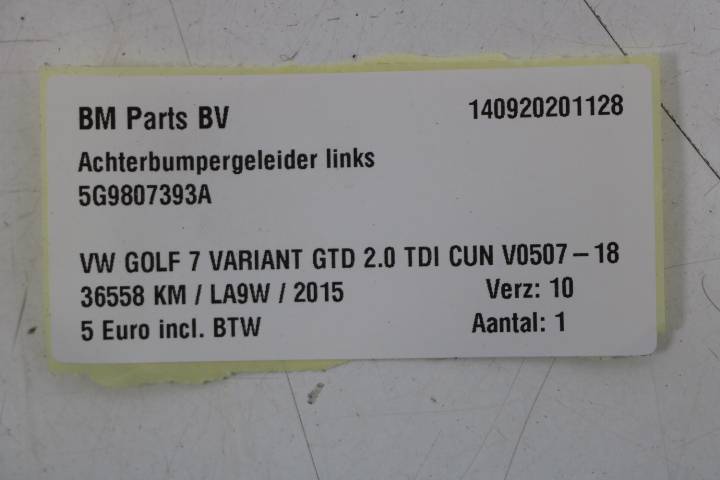 BM Parts BV 140920201128
Achterbumpergeleider links
5G9807393A
VW GOLF 7 VARIANT GTD 2.0 TDI CUN V0507 – 18
36558 KM / LA9W / 2015 Verz: 10
5 Euro incl. BTW Aantal: 1